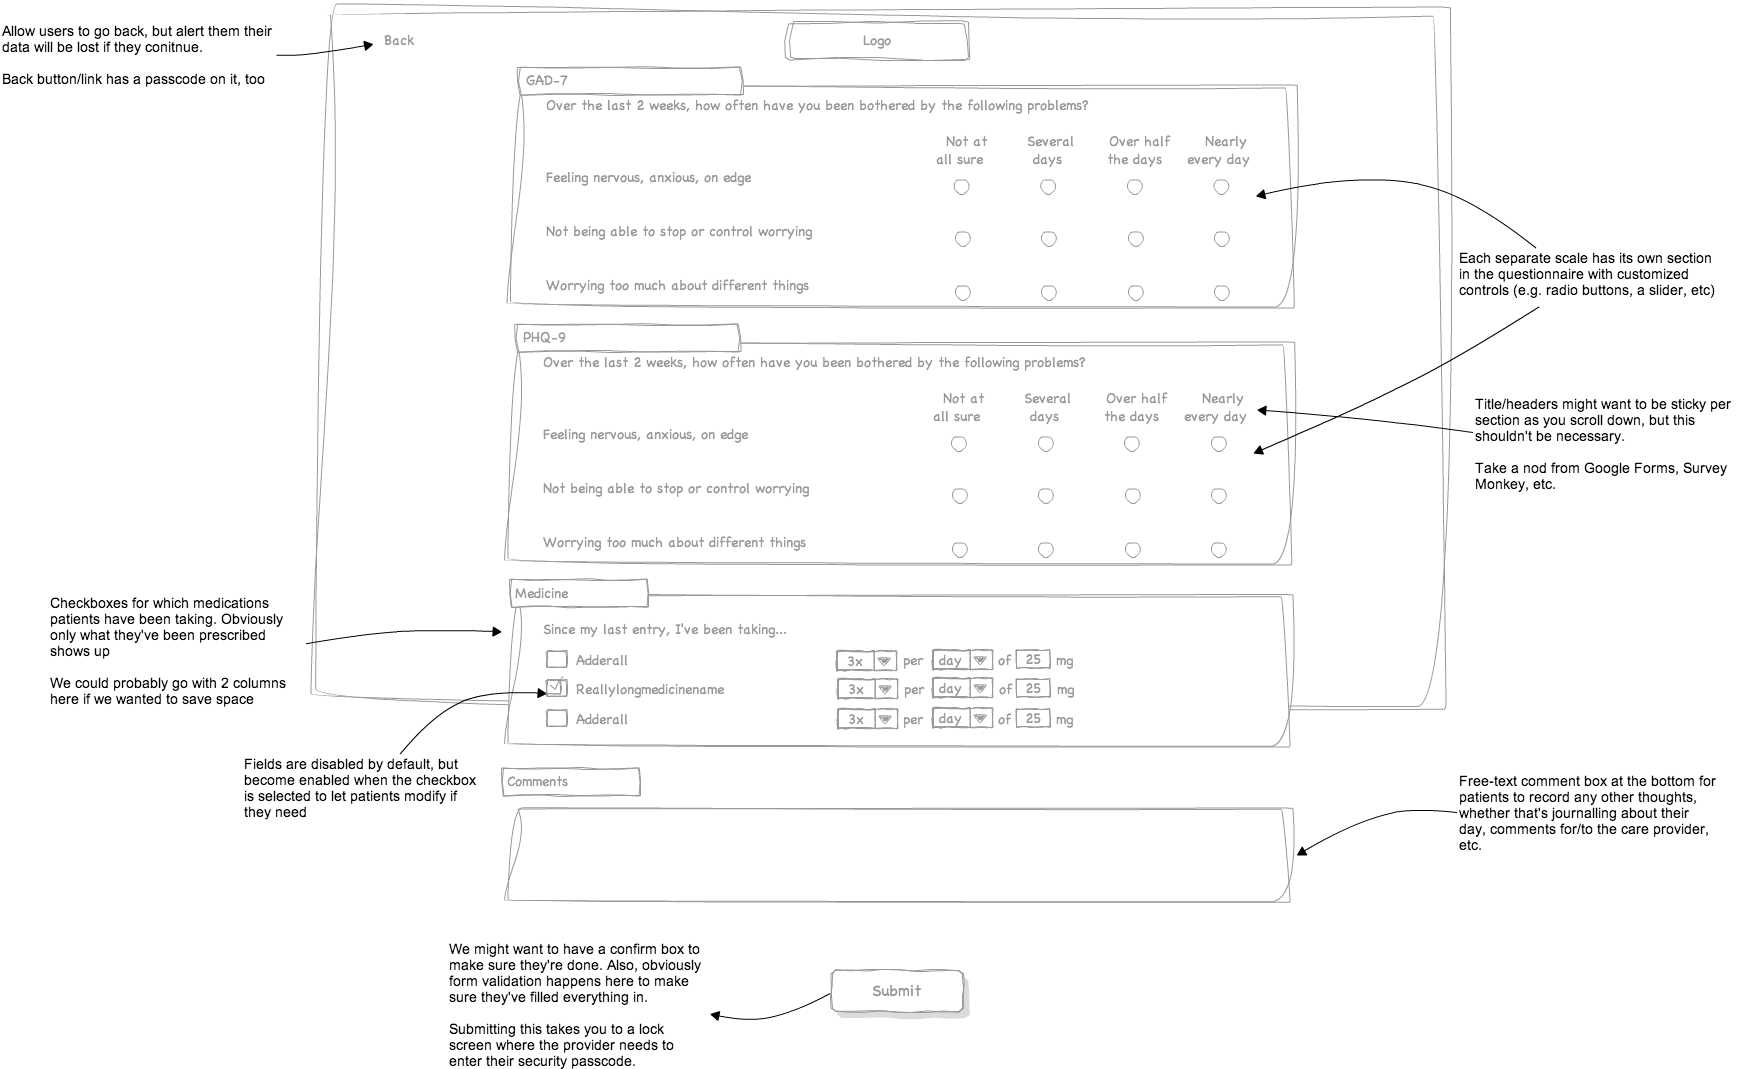 Allow users to go back, but alert them their
data will be lost if they conitnue.
Back button/link has a passcode on it, too
Back
Logo
GAD-7
Over the last 2 weeks, how often have you been bothered by the following problems?
Not at
all sure
Several
days
Over half
the days
Nearly
every day
Feeling nervous, anxious, on edge
Not being able to stop or control worrying
Worrying too much about different things
Each separate scale has its own section
in the questionnaire with customized
controls (e.g. radio buttons, a slider, etc)
PHQ-9
Over the last 2 weeks, how often have you been bothered by the following problems?
Not at
all sure
Several
days
Over half
the days
Nearly
every day
Feeling nervous, anxious, on edge
Not being able to stop or control worrying
Worrying too much about different things
Title/headers might want to be sticky per
section as you scroll down, but this
shouldn't be necessary.
Take a nod from Google Forms, Survey
Monkey, etc.
Checkboxes for which medications
patients have been taking. Obviously
only what they've been prescribed
shows up
We could probably go with 2 columns
here if we wanted to save space
Medicine
Since my last entry, I've been taking...
Adderall 3x per day of 25 mg
Reallylongmedicinename 3x per day of 25 mg
Adderall 3x per day of 25 mg
Fields are disabled by default, but
become enabled when the checkbox
is selected to let patients modify if
they need
Comments
Free-text comment box at the bottom for
patients to record any other thoughts,
whether that's journalling about their
day, comments for/to the care provider,
etc.
We might want to have a confirm box to
make sure they're done. Also, obviously
form validation happens here to make
sure they've filled everything in.
Submitting this takes you to a lock
screen where the provider needs to
enter their security passcode.
Submit